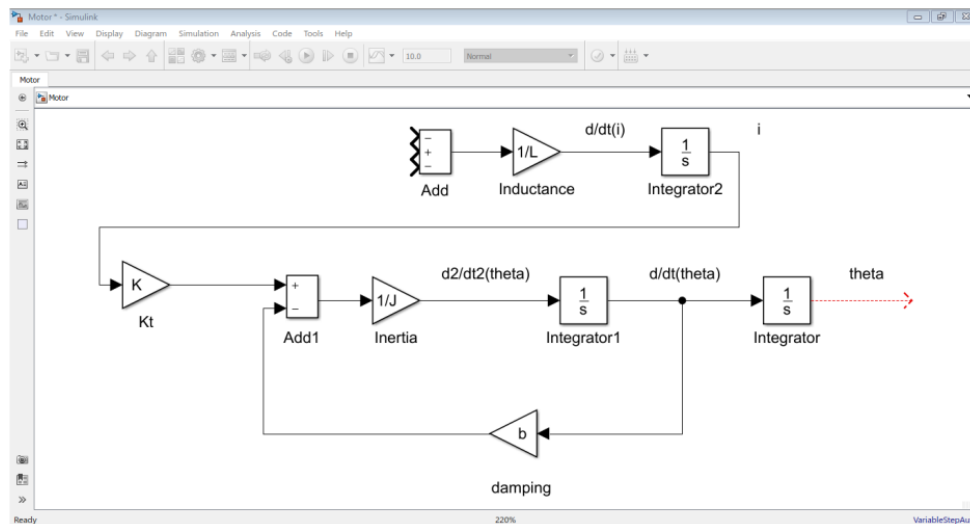 Motor * - Simulink
File Edit View Display Diagram Simulation Analysis Code Tools Help
10.0 Normal
Motor
Motor
d/dt(i) i
−
+
−
1/L
1
s
Add Inductance Integrator2
d2/dt2(theta) d/dt(theta) theta
K
+
−
1/J
1
s
1
s
Kt
Add1 Inertia Integrator1 Integrator
b
damping
Ready 220% VariableStepAu